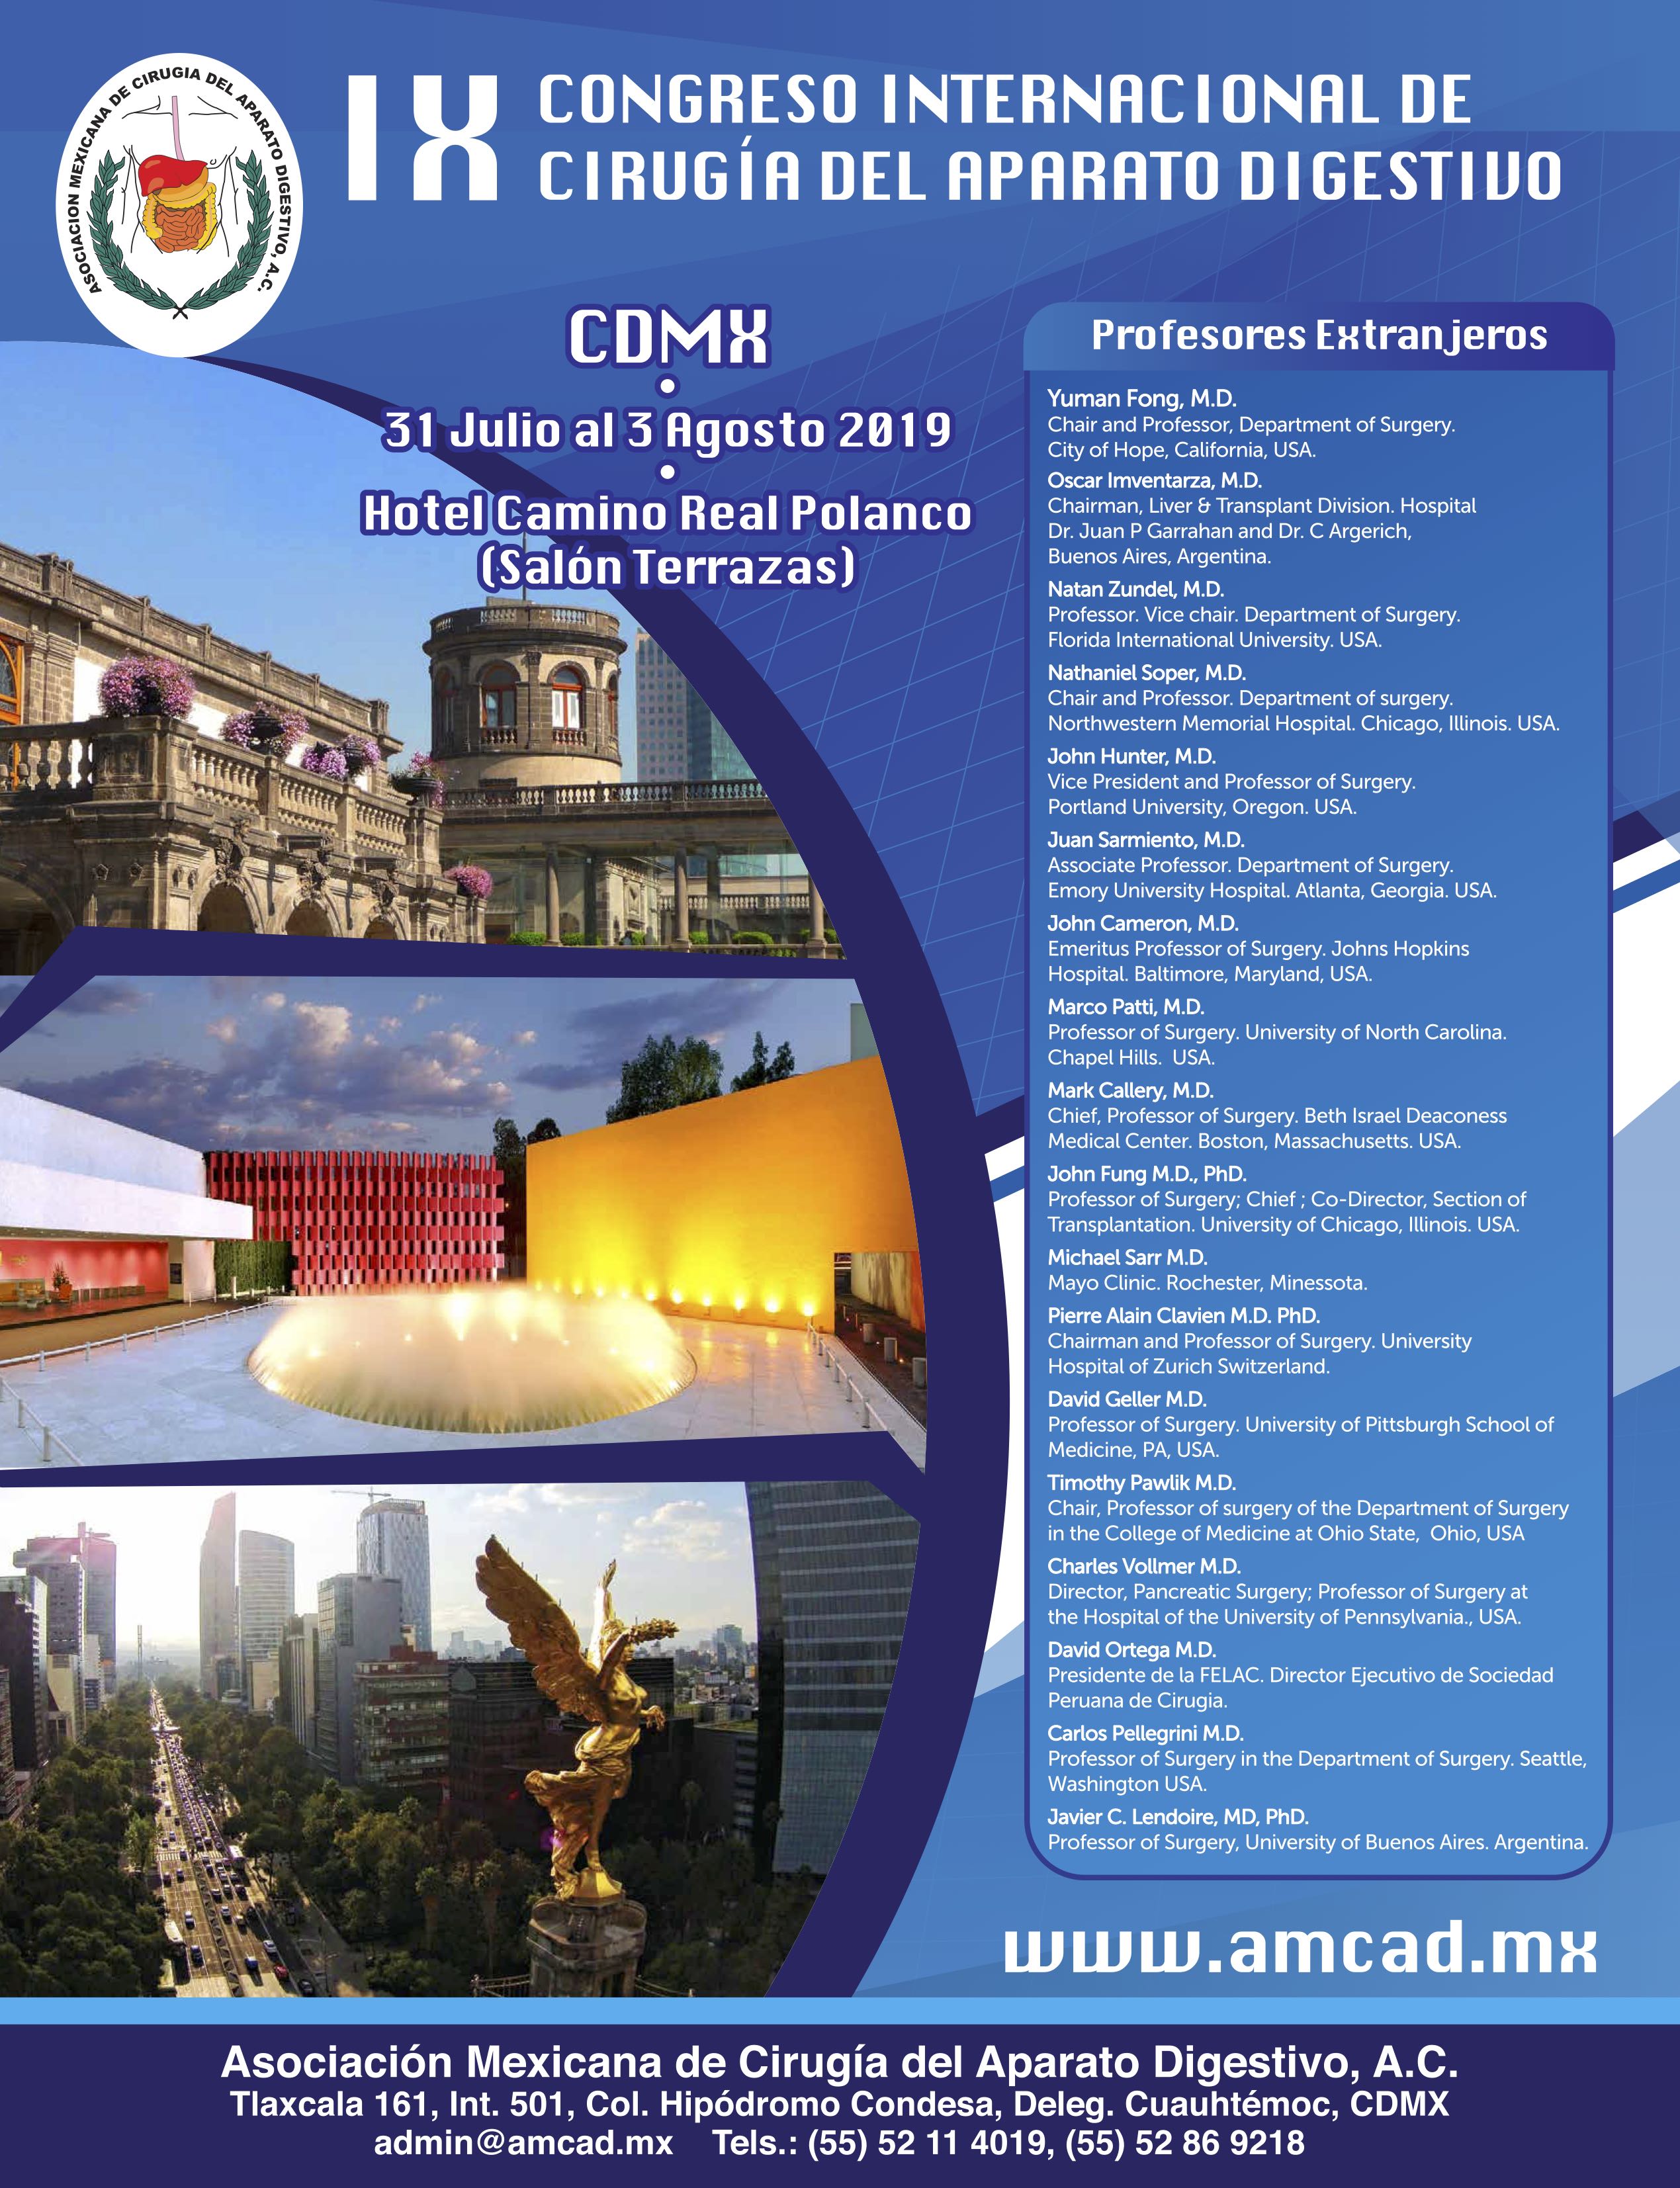 ASOCIACION MEXICANA DE CIRUGIA DEL APARATO DIGESTIVO, A.C.
IX CONGRESO INTERNACIONAL DE
CIRUGÍA DEL APARATO DIGESTIVO
CDMX
31 Julio al 3 Agosto 2019
Hotel Camino Real Polanco
(Salón Terrazas)
Profesores Extranjeros
Yuman Fong, M.D.
Chair and Professor, Department of Surgery.
City of Hope, California, USA.
Oscar Imventarza, M.D.
Chairman, Liver & Transplant Division. Hospital
Dr. Juan P Garrahan and Dr. C Argerich,
Buenos Aires, Argentina.
Natan Zundel, M.D.
Professor. Vice chair. Department of Surgery.
Florida International University. USA.
Nathaniel Soper, M.D.
Chair and Professor. Department of surgery.
Northwestern Memorial Hospital. Chicago, Illinois. USA.
John Hunter, M.D.
Vice President and Professor of Surgery.
Portland University, Oregon. USA.
Juan Sarmiento, M.D.
Associate Professor. Department of Surgery.
Emory University Hospital. Atlanta, Georgia. USA.
John Cameron, M.D.
Emeritus Professor of Surgery. Johns Hopkins
Hospital. Baltimore, Maryland, USA.
Marco Patti, M.D.
Professor of Surgery. University of North Carolina.
Chapel Hills. USA.
Mark Callery, M.D.
Chief, Professor of Surgery. Beth Israel Deaconess
Medical Center. Boston, Massachusetts. USA.
John Fung M.D., PhD.
Professor of Surgery; Chief ; Co-Director, Section of
Transplantation. University of Chicago, Illinois. USA.
Michael Sarr M.D.
Mayo Clinic. Rochester, Minessota.
Pierre Alain Clavien M.D. PhD.
Chairman and Professor of Surgery. University
Hospital of Zurich Switzerland.
David Geller M.D.
Professor of Surgery. University of Pittsburgh School of
Medicine, PA, USA.
Timothy Pawlik M.D.
Chair, Professor of surgery of the Department of Surgery
in the College of Medicine at Ohio State, Ohio, USA
Charles Vollmer M.D.
Director, Pancreatic Surgery; Professor of Surgery at
the Hospital of the University of Pennsylvania., USA.
David Ortega M.D.
Presidente de la FELAC. Director Ejecutivo de Sociedad
Peruana de Cirugia.
Carlos Pellegrini M.D.
Professor of Surgery in the Department of Surgery. Seattle,
Washington USA.
Javier C. Lendoire, MD, PhD.
Professor of Surgery, University of Buenos Aires. Argentina.
www.amcad.mx
Asociación Mexicana de Cirugía del Aparato Digestivo, A.C.
Tlaxcala 161, Int. 501, Col. Hipódromo Condesa, Deleg. Cuauhtémoc, CDMX
admin@amcad.mx Tels.: (55) 52 11 4019, (55) 52 86 9218